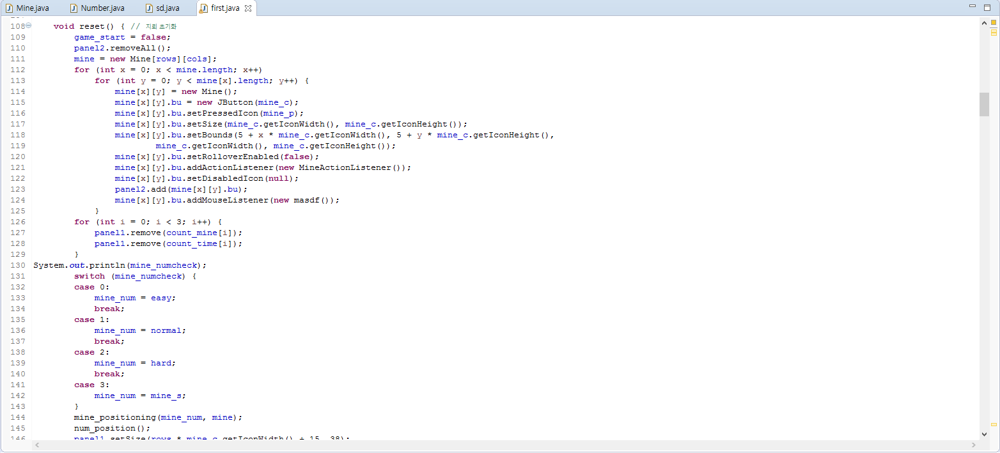 Mine.java Number.java sd.java first.java
108 void reset() { // 지뢰 초기화
109 game_start = false;
110 panel2.removeAll();
111 mine = new Mine[rows][cols];
112 for (int x = 0; x < mine.length; x++)
113 for (int y = 0; y < mine[x].length; y++) {
114 mine[x][y] = new Mine();
115 mine[x][y].bu = new JButton(mine_c);
116 mine[x][y].bu.setPressedIcon(mine_p);
117 mine[x][y].bu.setSize(mine_c.getIconWidth(), mine_c.getIconHeight());
118 mine[x][y].bu.setBounds(5 + x * mine_c.getIconWidth(), 5 + y * mine_c.getIconHeight(),
119 mine_c.getIconWidth(), mine_c.getIconHeight());
120 mine[x][y].bu.setRolloverEnabled(false);
121 mine[x][y].bu.addActionListener(new MineActionListener());
122 mine[x][y].bu.setDisabledIcon(null);
123 panel2.add(mine[x][y].bu);
124 mine[x][y].bu.addMouseListener(new masdf());
125 }
126 for (int i = 0; i < 3; i++) {
127 panel1.remove(count_mine[i]);
128 panel1.remove(count_time[i]);
129 }
130 System.out.println(mine_numcheck);
131 switch (mine_numcheck) {
132 case 0:
133 mine_num = easy;
134 break;
135 case 1:
136 mine_num = normal;
137 break;
138 case 2:
139 mine_num = hard;
140 break;
141 case 3:
142 mine_num = mine_s;
143 }
144 mine_positioning(mine_num, mine);
145 num_position();
146 panel1.setSize(rows * mine_c.getIconWidth() + 15, 38);